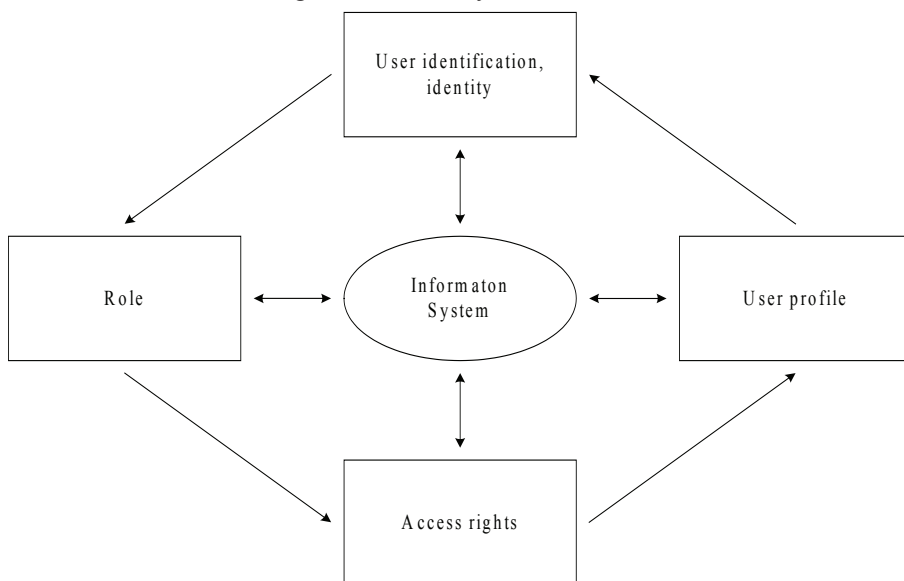 User identification,
identity
Role
Informaton
System
User profile
Access rights